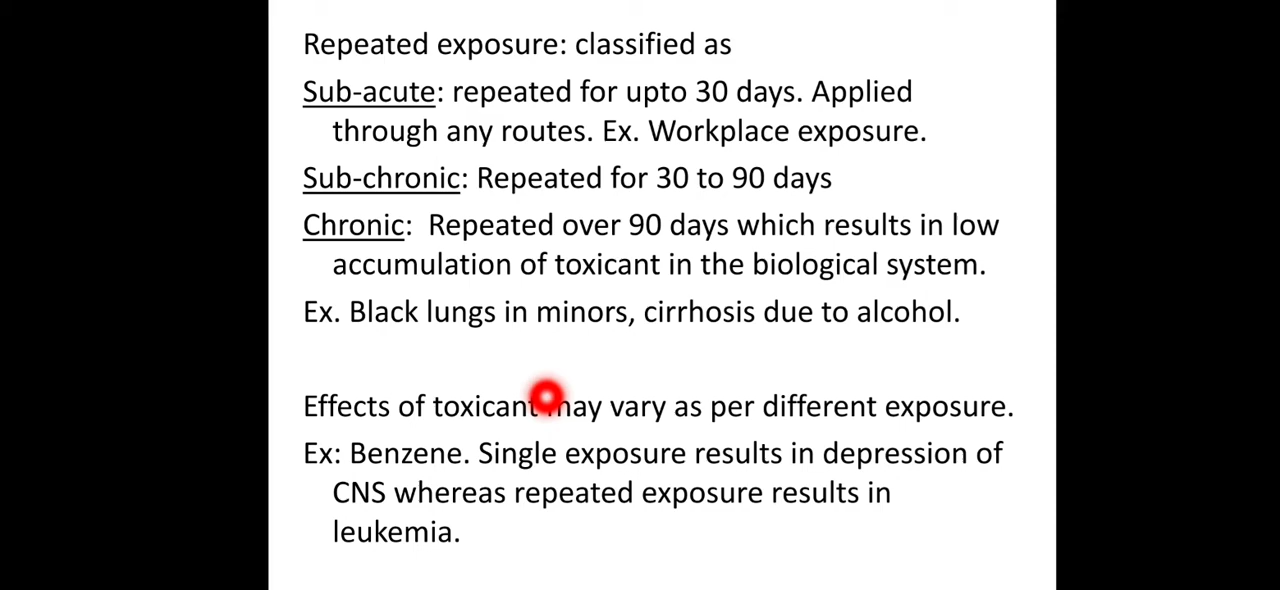 Repeated exposure: classified as
Sub-acute: repeated for upto 30 days. Applied
through any routes. Ex. Workplace exposure.
Sub-chronic: Repeated for 30 to 90 days
Chronic: Repeated over 90 days which results in low
accumulation of toxicant in the biological system.
Ex. Black lungs in minors, cirrhosis due to alcohol.
Effects of toxicant may vary as per different exposure.
Ex: Benzene. Single exposure results in depression of
CNS whereas repeated exposure results in
leukemia.